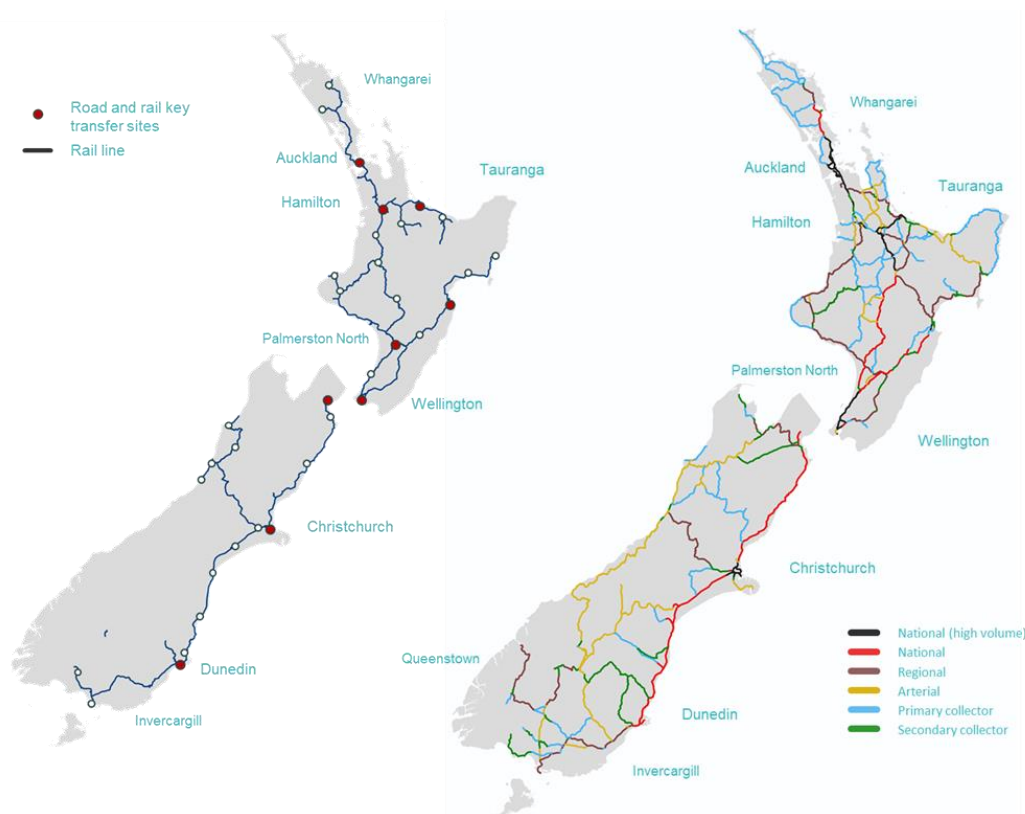 Whangarei
Road and rail key
transfer sites
Rail line
Auckland
Hamilton
Tauranga
Palmerston North
Wellington
Christchurch
Dunedin
Invercargill
Whangarei
Auckland
Tauranga
Hamilton
Palmerston North
Wellington
Christchurch
National (high volume)
National
Regional
Arterial
Primary collector
Secondary collector
Queenstown
Dunedin
Invercargill